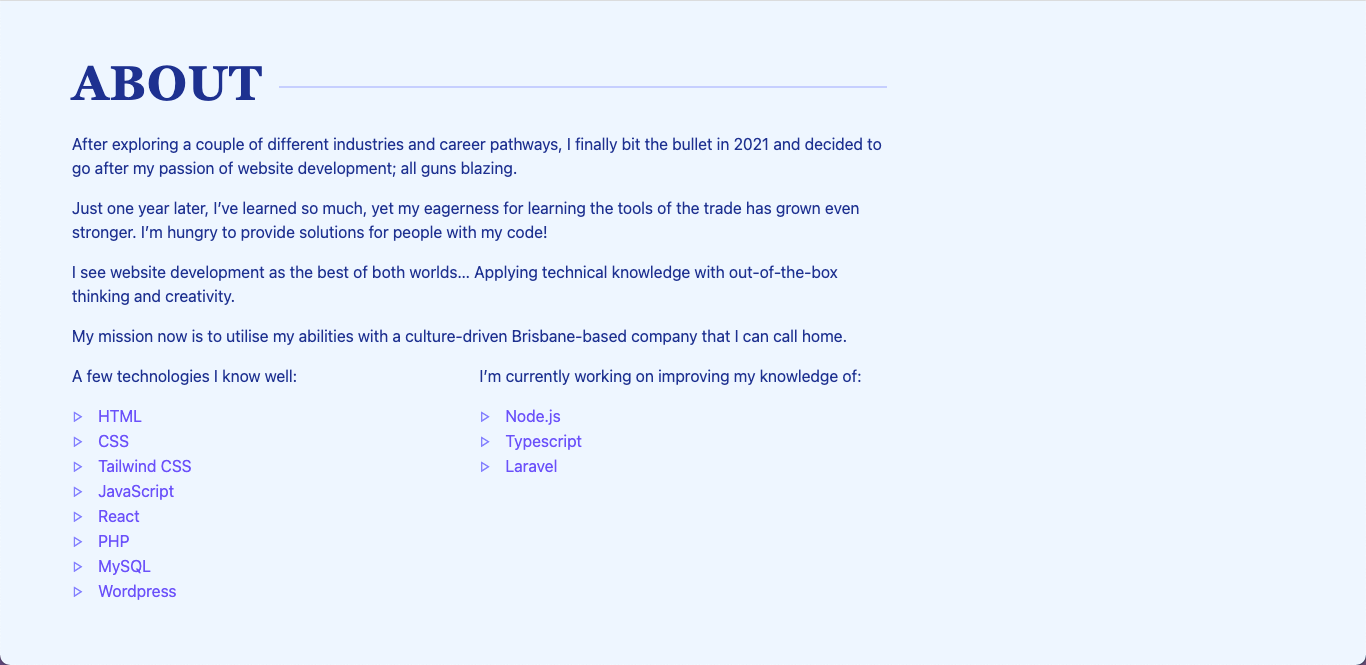 ABOUT
After exploring a couple of different industries and career pathways, I finally bit the bullet in 2021 and decided to
go after my passion of website development; all guns blazing.
Just one year later, I’ve learned so much, yet my eagerness for learning the tools of the trade has grown even
stronger. I’m hungry to provide solutions for people with my code!
I see website development as the best of both worlds... Applying technical knowledge with out-of-the-box
thinking and creativity.
My mission now is to utilise my abilities with a culture-driven Brisbane-based company that I can call home.
A few technologies I know well:
HTML
CSS
Tailwind CSS
JavaScript
React
PHP
MySQL
Wordpress
I’m currently working on improving my knowledge of:
Node.js
Typescript
Laravel